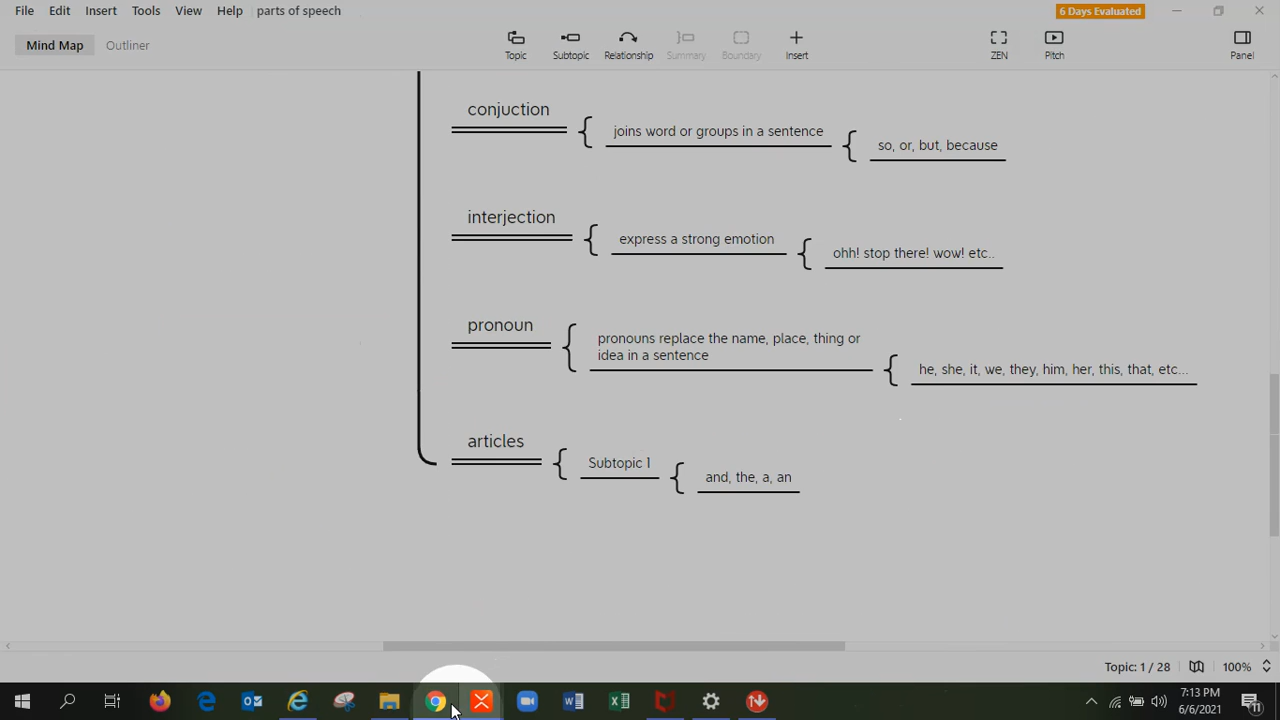 File Edit Insert Tools View Help parts of speech
6 Days Evaluated
Mind Map Outliner
Topic Subtopic Relationship Summary Boundary Insert ZEN Pitch Panel
conjuction
joins word or groups in a sentence
so, or, but, because
interjection
express a strong emotion
ohh! stop there! wow! etc..
pronoun
pronouns replace the name, place, thing or
idea in a sentence
he, she, it, we, they, him, her, this, that, etc...
articles
Subtopic 1
and, the, a, an
Topic: 1 / 28 100%
7:13 PM
6/6/2021
11